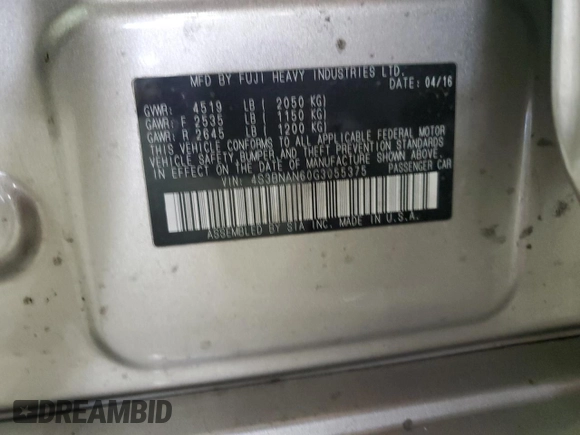 MFD BY FUJI HEAVY INDUSTRIES LTD.
DATE: 04/16
GVWR: 4519 LB( 2050 KG)
GAWR: F 2535 LB( 1150 KG)
GAWR: R 2645 LB( 1200 KG)
THIS VEHICLE CONFORMS TO ALL APPLICABLE FEDERAL MOTOR
VEHICLE SAFETY,BUMPER,AND THEFT PREVENTION STANDARDS
IN EFFECT ON THE DATE OF MANUFACTURE SHOWN ABOVE.
VIN: 4S3BNAN60G3055375 PASSENGER CAR
ASSEMBLED BY SIA INC. MADE IN U.S.A.
DREAMBID